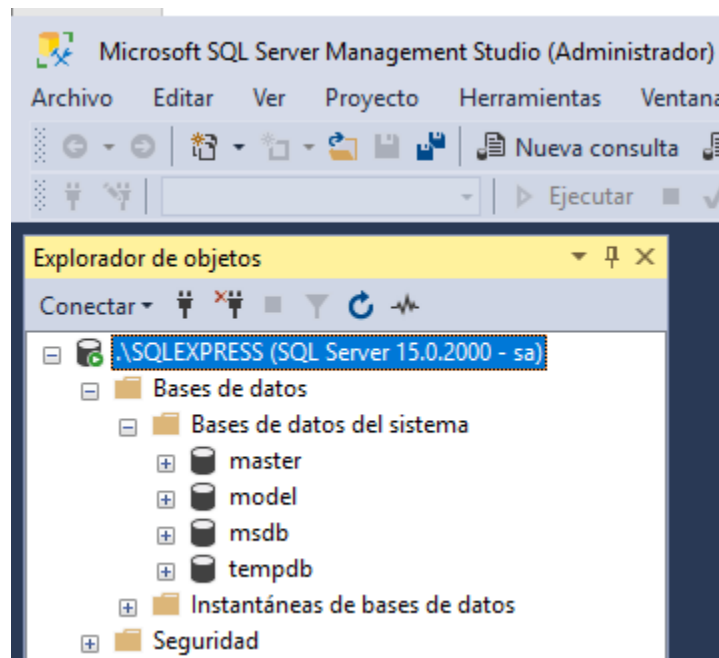 Microsoft SQL Server Management Studio (Administrador)
Archivo Editar Ver Proyecto Herramientas Ventana
Nueva consulta
Ejecutar
Explorador de objetos
Conectar
.\SQLEXPRESS (SQL Server 15.0.2000 - sa)
Bases de datos
Bases de datos del sistema
master
model
msdb
tempdb
Instantáneas de bases de datos
Seguridad